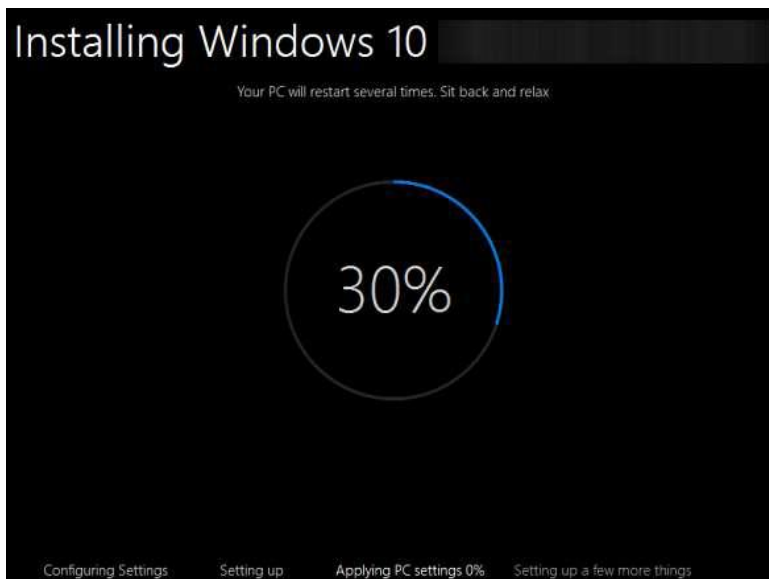 Installing Windows 10
Your PC will restart several times. Sit back and relax
30%
Configuring Settings Setting up Applying PC settings 0% Setting up a few more things